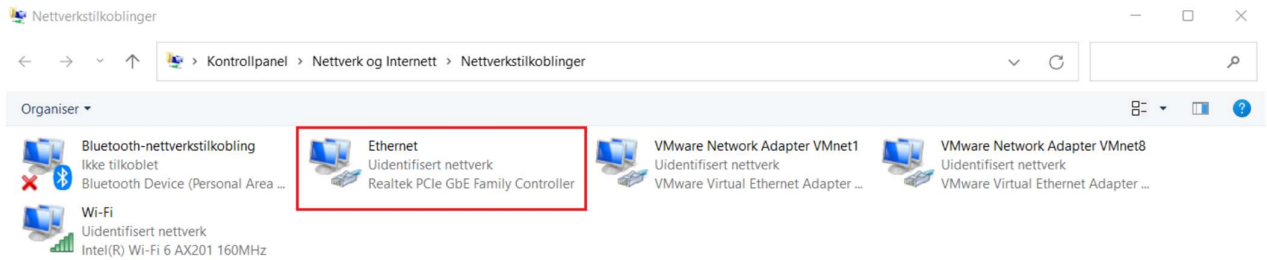 Nettverkstilkoblinger
Kontrollpanel > Nettverk og Internett > Nettverkstilkoblinger
Organiser
Bluetooth-nettverkstilkobling
Ikke tilkoblet
Bluetooth Device (Personal Area ...
Ethernet
Uidentifisert nettverk
Realtek PCIe GbE Family Controller
VMware Network Adapter VMnet1
Uidentifisert nettverk
VMware Virtual Ethernet Adapter ...
VMware Network Adapter VMnet8
Uidentifisert nettverk
VMware Virtual Ethernet Adapter ...
Wi-Fi
Uidentifisert nettverk
Intel(R) Wi-Fi 6 AX201 160MHz